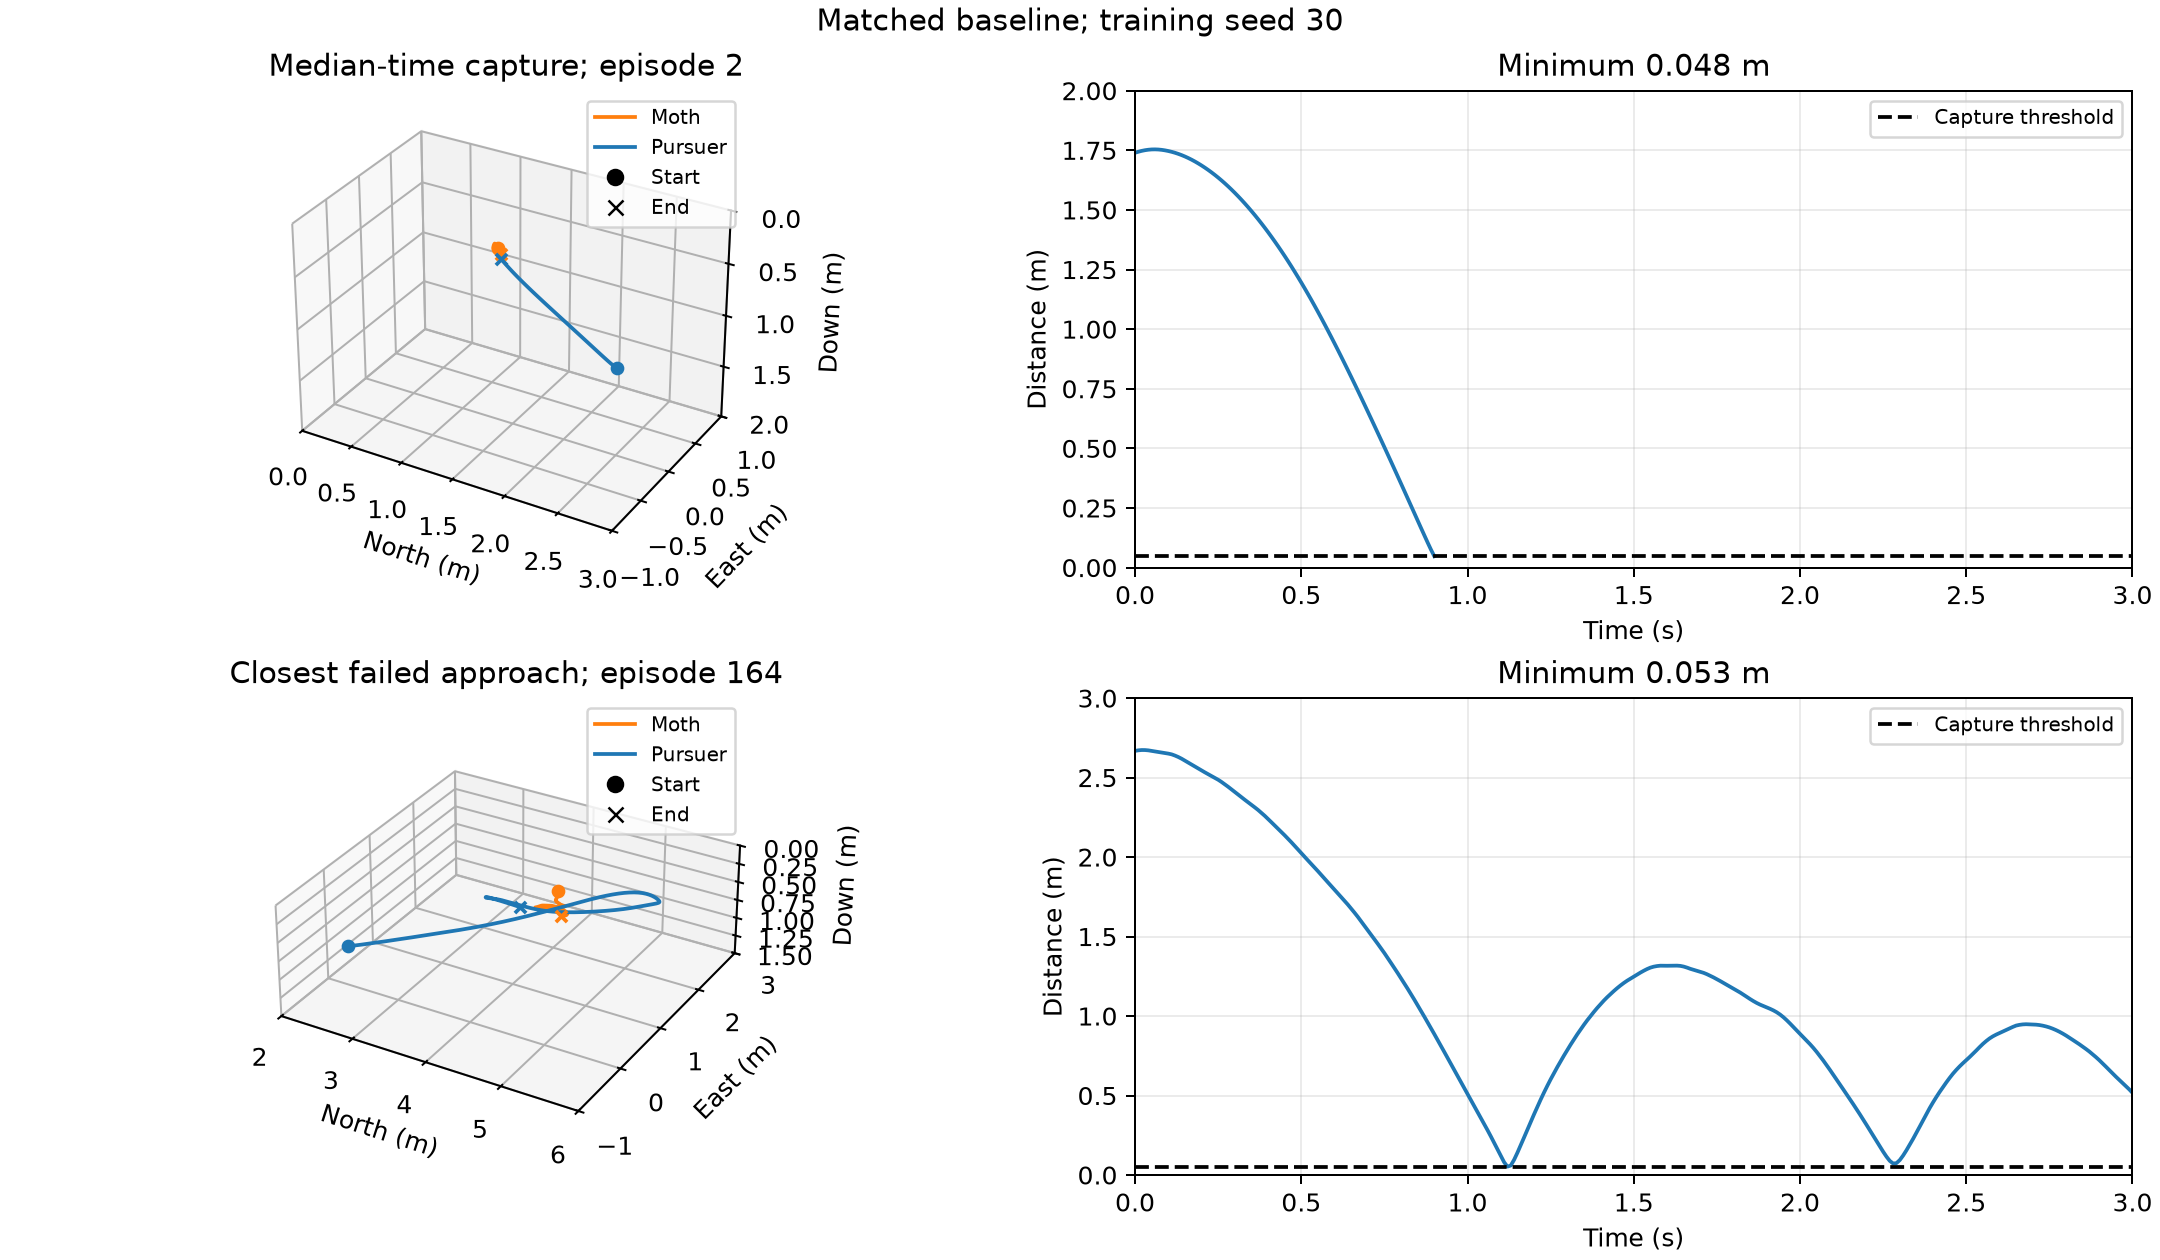 Matched baseline; training seed 30
Median-time capture; episode 2
Moth
Pursuer
Start
End
0.0
0.5
1.0
1.5
2.0
Down (m)
1.0
0.5
0.0
−0.5
−1.0
East (m)
0.0
0.5
1.0
1.5
2.0
2.5
3.0
North (m)
Minimum 0.048 m
Capture threshold
2.00
1.75
1.50
1.25
1.00
0.75
0.50
0.25
0.00
Distance (m)
0.0 0.5 1.0 1.5 2.0 2.5 3.0
Time (s)
Closest failed approach; episode 164
Moth
Pursuer
Start
End
0.00
0.25
0.50
0.75
1.00
1.25
1.50
Down (m)
3
2
1
0
−1
East (m)
2
3
4
5
6
North (m)
Minimum 0.053 m
Capture threshold
3.0
2.5
2.0
1.5
1.0
0.5
0.0
Distance (m)
0.0 0.5 1.0 1.5 2.0 2.5 3.0
Time (s)